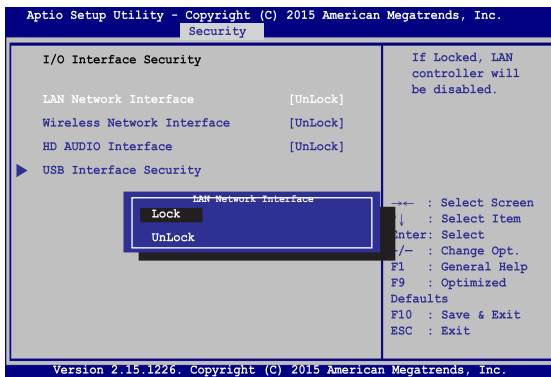 Aptio Setup Utility - Copyright (C) 2015 American Megatrends, Inc.
Security
I/O Interface Security
LAN Network Interface [UnLock]
Wireless Network Interface [UnLock]
HD AUDIO Interface [UnLock]
USB Interface Security
If Locked, LAN
controller will
be disabled.
LAN Network Interface
Lock
UnLock
→← : Select Screen
↓ : Select Item
Enter: Select
+/− : Change Opt.
F1 : General Help
F9 : Optimized
Defaults
F10 : Save & Exit
ESC : Exit
Version 2.15.1226. Copyright (C) 2015 American Megatrends, Inc.